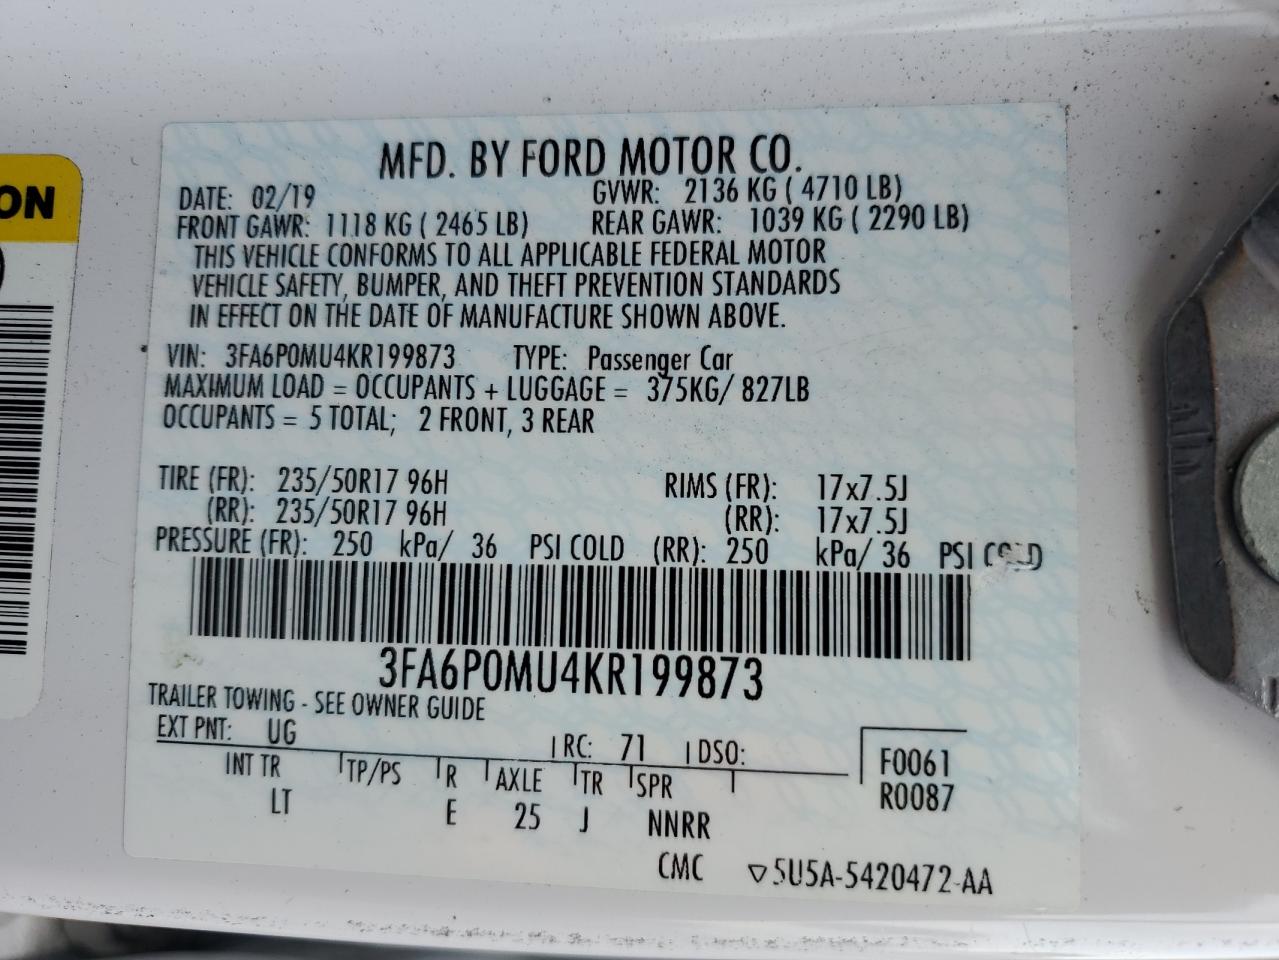 ON
MFD. BY FORD MOTOR CO.
DATE: 02/19 GVWR: 2136 KG ( 4710 LB)
FRONT GAWR: 1118 KG ( 2465 LB) REAR GAWR: 1039 KG ( 2290 LB)
THIS VEHICLE CONFORMS TO ALL APPLICABLE FEDERAL MOTOR
VEHICLE SAFETY, BUMPER, AND THEFT PREVENTION STANDARDS
IN EFFECT ON THE DATE OF MANUFACTURE SHOWN ABOVE.
VIN: 3FA6P0MU4KR199873 TYPE: Passenger Car
MAXIMUM LOAD = OCCUPANTS + LUGGAGE = 375KG/ 827LB
OCCUPANTS = 5 TOTAL; 2 FRONT, 3 REAR
TIRE (FR): 235/50R17 96H RIMS (FR): 17x7.5J
(RR): 235/50R17 96H (RR): 17x7.5J
PRESSURE (FR): 250 kPa/ 36 PSI COLD (RR): 250 kPa/ 36 PSI COLD
3FA6P0MU4KR199873
TRAILER TOWING - SEE OWNER GUIDE
EXT PNT: UG RC: 71 DSO:
INT TR TP/PS R AXLE TR SPR F0061
LT E 25 J NNRR R0087
CMC ▽5U5A-5420472-AA